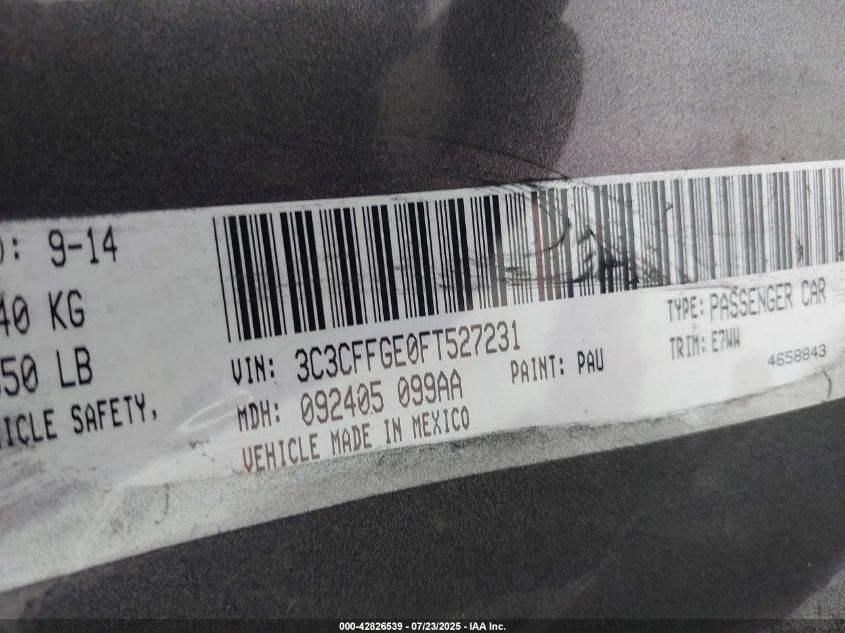 ): 9-14
40 KG
50 LB
ICLE SAFETY,
VIN: 3C3CFFGE0FT527231
MDH: 092405 099AA
VEHICLE MADE IN MEXICO
PAINT: PAU
TYPE: PASSENGER CAR
TRIM: E7WW
4658843
000-42826539 - 07/23/2025 - IAA Inc.